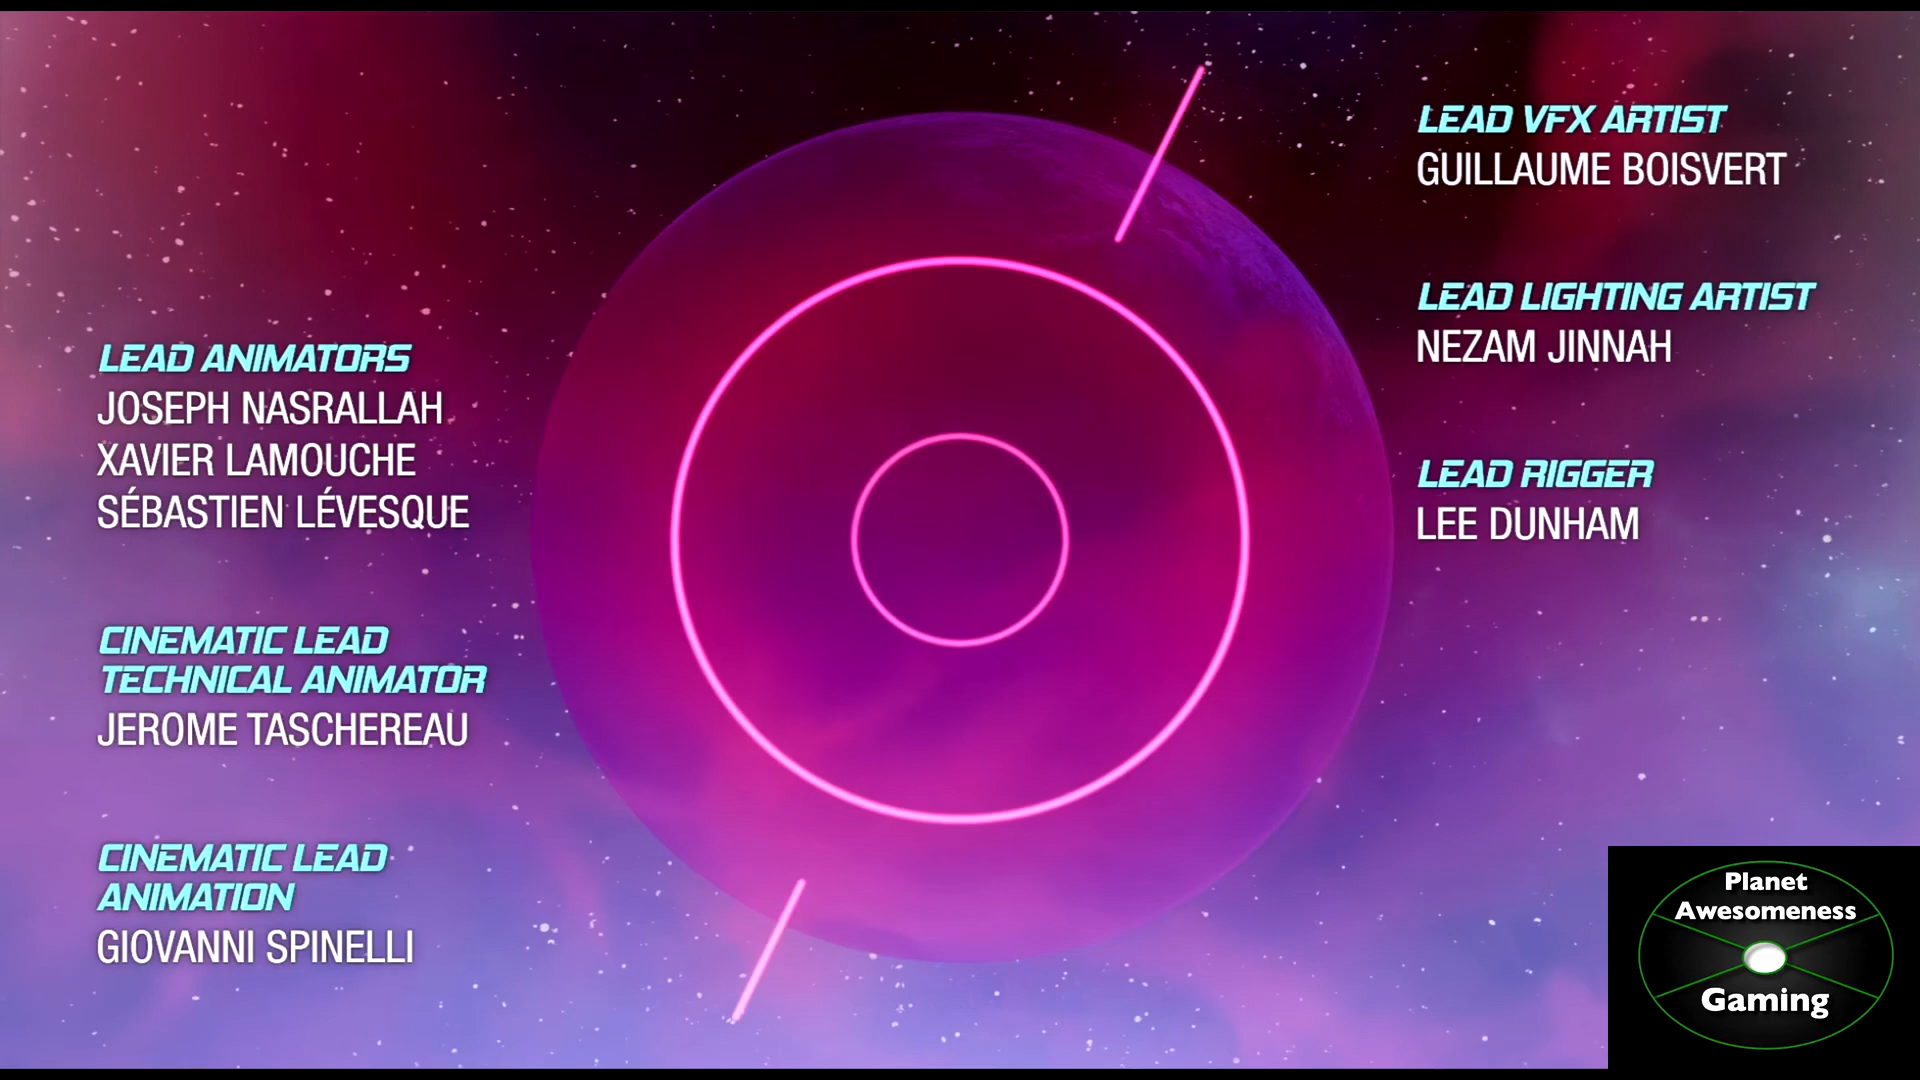 LEAD ANIMATORS
JOSEPH NASRALLAH
XAVIER LAMOUCHE
SÉBASTIEN LÉVESQUE
CINEMATIC LEAD
TECHNICAL ANIMATOR
JEROME TASCHEREAU
CINEMATIC LEAD
ANIMATION
GIOVANNI SPINELLI
LEAD VFX ARTIST
GUILLAUME BOISVERT
LEAD LIGHTING ARTIST
NEZAM JINNAH
LEAD RIGGER
LEE DUNHAM
Planet
Awesomeness
Gaming